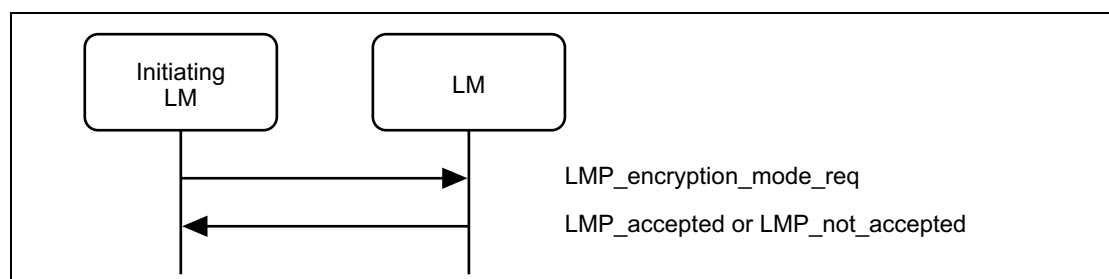 Initiating
LM
LM
LMP_encryption_mode_req
LMP_accepted or LMP_not_accepted